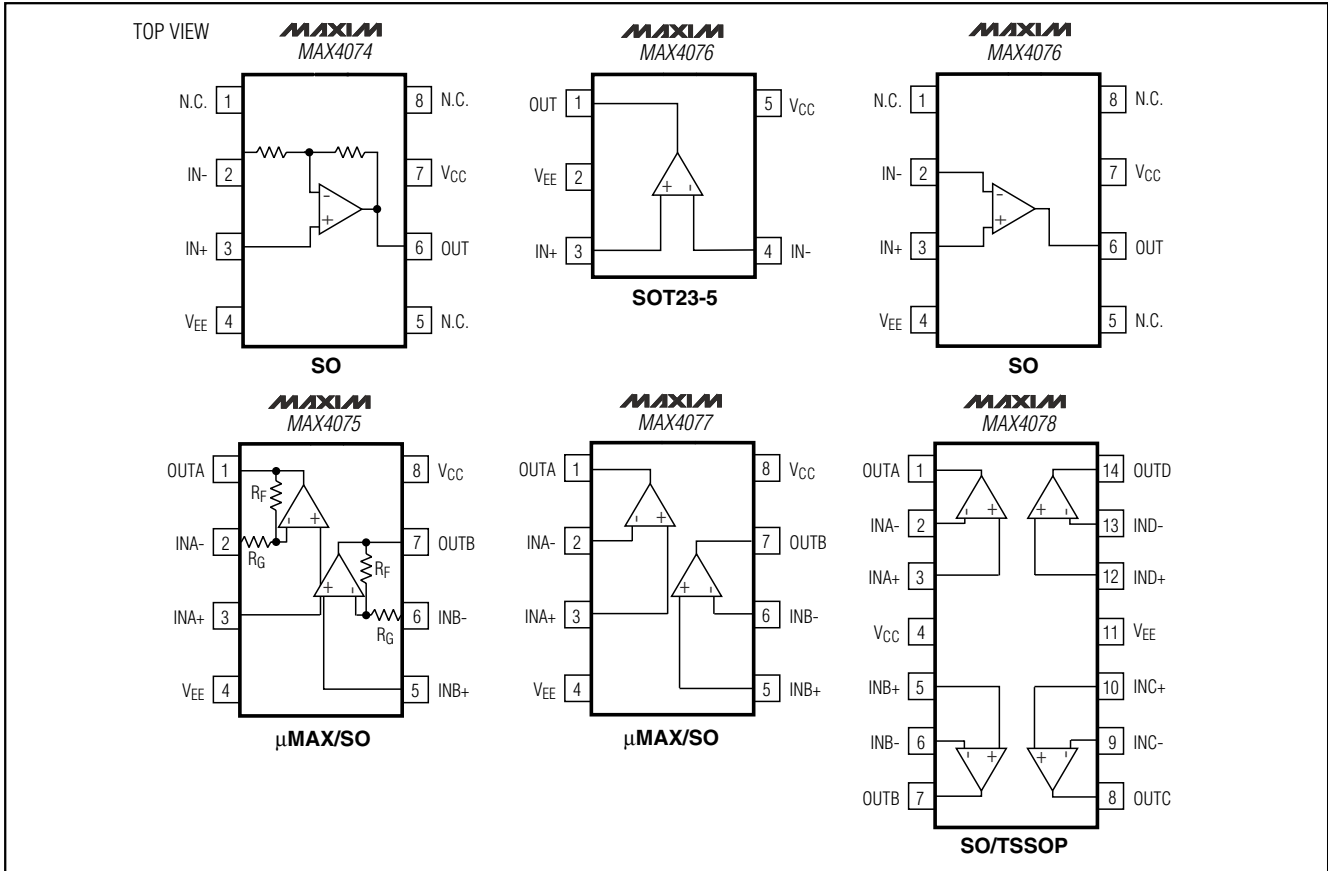 TOP VIEW
MAXIM
MAX4074
N.C. 1
8 N.C.
IN- 2
7 VCC
IN+ 3
6 OUT
VEE 4
5 N.C.
-
+
SO
MAXIM
MAX4076
OUT 1
5 VCC
VEE 2
IN+ 3
4 IN-
+ -
SOT23-5
MAXIM
MAX4076
N.C. 1
8 N.C.
IN- 2
7 VCC
IN+ 3
6 OUT
VEE 4
5 N.C.
-
+
SO
MAXIM
MAX4075
OUTA 1
8 VCC
RF
- +
INA- 2
7 OUTB
RG
RF
+ -
INA+ 3
6 INB-
RG
VEE 4
5 INB+
μMAX/SO
MAXIM
MAX4077
OUTA 1
8 VCC
- +
INA- 2
7 OUTB
+ -
INA+ 3
6 INB-
VEE 4
5 INB+
μMAX/SO
MAXIM
MAX4078
OUTA 1
14 OUTD
- +
+ -
INA- 2
13 IND-
INA+ 3
12 IND+
VCC 4
11 VEE
INB+ 5
10 INC+
INB- 6
9 INC-
- +
+ -
OUTB 7
8 OUTC
SO/TSSOP